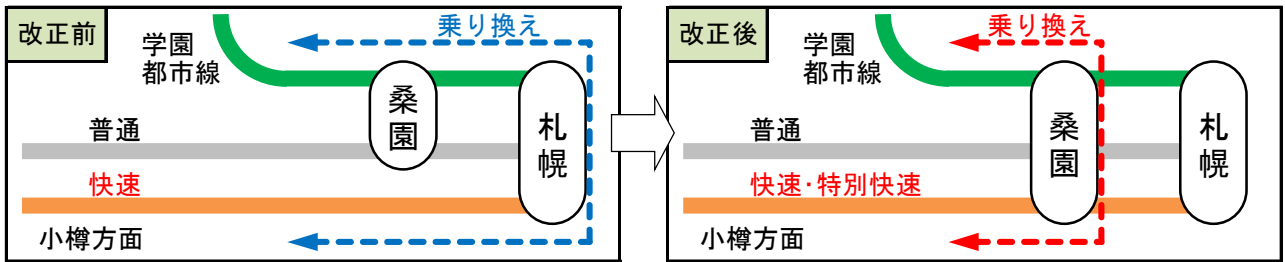 改正前
乗り換え
学園
都市線
桑園
札幌
普通
快速
小樽方面
改正後
乗り換え
学園
都市線
桑園
札幌
普通
快速・特別快速
小樽方面